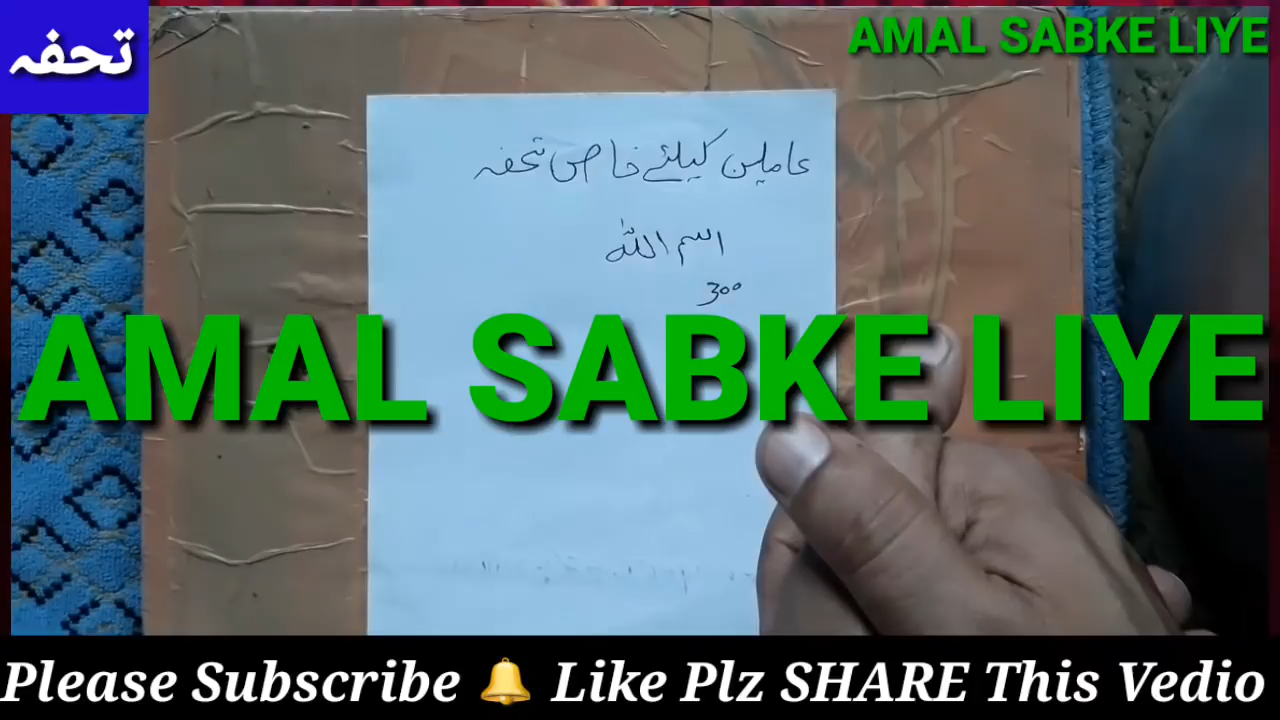 تحفہ
AMAL SABKE LIYE
عاملین کیلئے خاص تحفہ
اسم اللہ
300
AMAL SABKE LIYE
Please Subscribe 🔔 Like Plz SHARE This Vedio